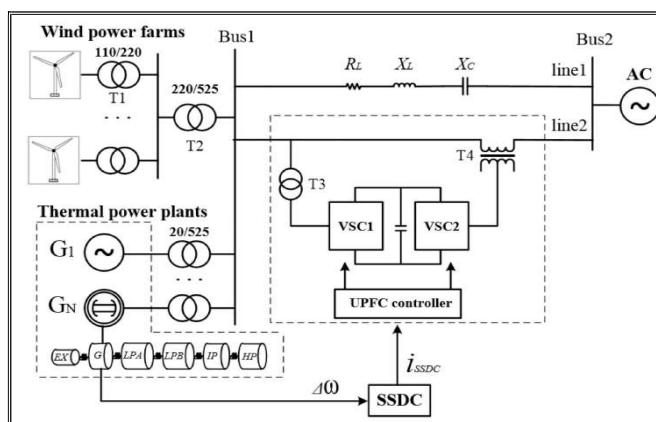 Wind power farms
110/220
T1
. . .
220/525
T2
Bus1
R_L
X_L
X_C
line1
Bus2
AC
~
line2
T3
T4
VSC1
VSC2
UPFC controller
i_SSDC
SSDC
Δω
Thermal power plants
20/525
G1
~
. . .
GN
EX
G
LPA
LPB
IP
HP